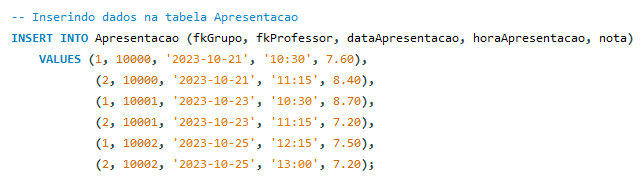 -- Inserindo dados na tabela Apresentacao
INSERT INTO Apresentacao (fkGrupo, fkProfessor, dataApresentacao, horaApresentacao, nota)
VALUES (1, 10000, '2023-10-21', '10:30', 7.60),
(2, 10000, '2023-10-21', '11:15', 8.40),
(1, 10001, '2023-10-23', '10:30', 8.70),
(2, 10001, '2023-10-23', '11:15', 7.20),
(1, 10002, '2023-10-25', '12:15', 7.50),
(2, 10002, '2023-10-25', '13:00', 7.20);